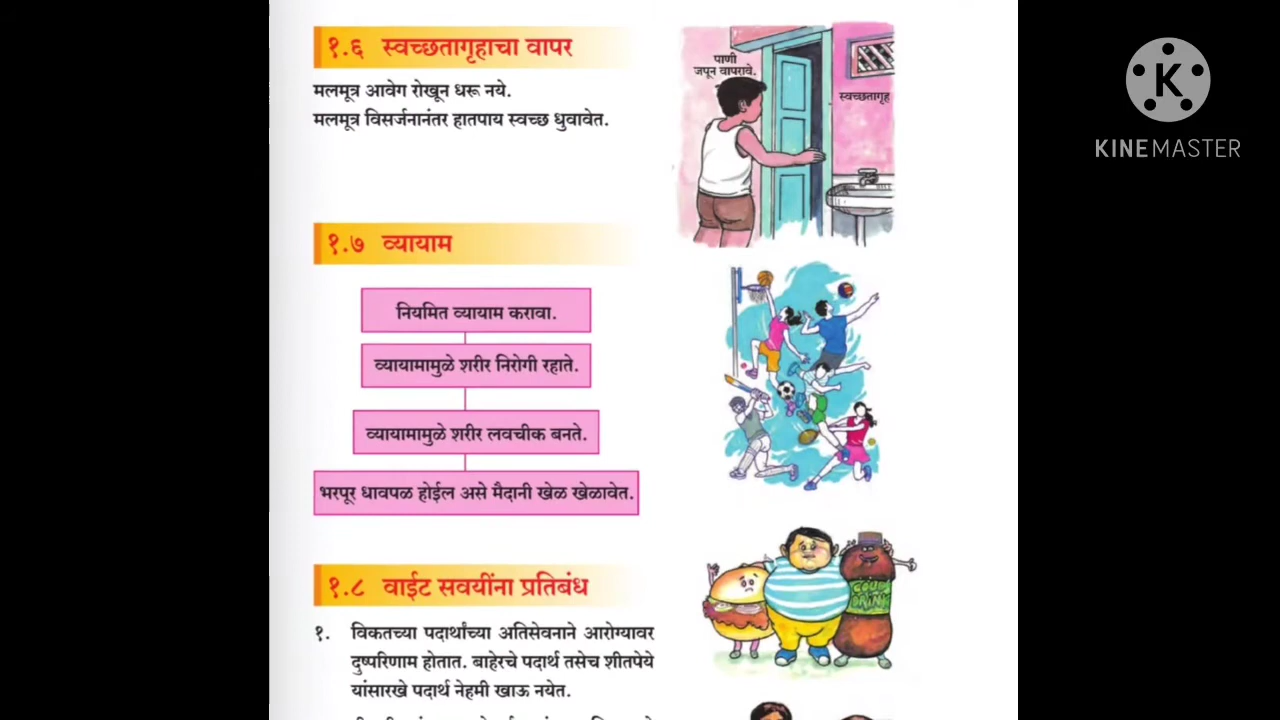 १.६ स्वच्छतागृहाचा वापर
मलमूत्र आवेग रोखून धरू नये.
मलमूत्र विसर्जनानंतर हातपाय स्वच्छ धुवावेत.
पाणी
जपून वापरावे.
स्वच्छतागृह
१.७ व्यायाम
नियमित व्यायाम करावा.
व्यायामामुळे शरीर निरोगी रहाते.
व्यायामामुळे शरीर लवचीक बनते.
भरपूर धावपळ होईल असे मैदानी खेळ खेळावेत.
१.८ वाईट सवयींना प्रतिबंध
१. विकतच्या पदार्थांच्या अतिसेवनाने आरोग्यावर
दुष्परिणाम होतात. बाहेरचे पदार्थ तसेच शीतपेये
यांसारखे पदार्थ नेहमी खाऊ नयेत.
DRINK
K
KINEMASTER